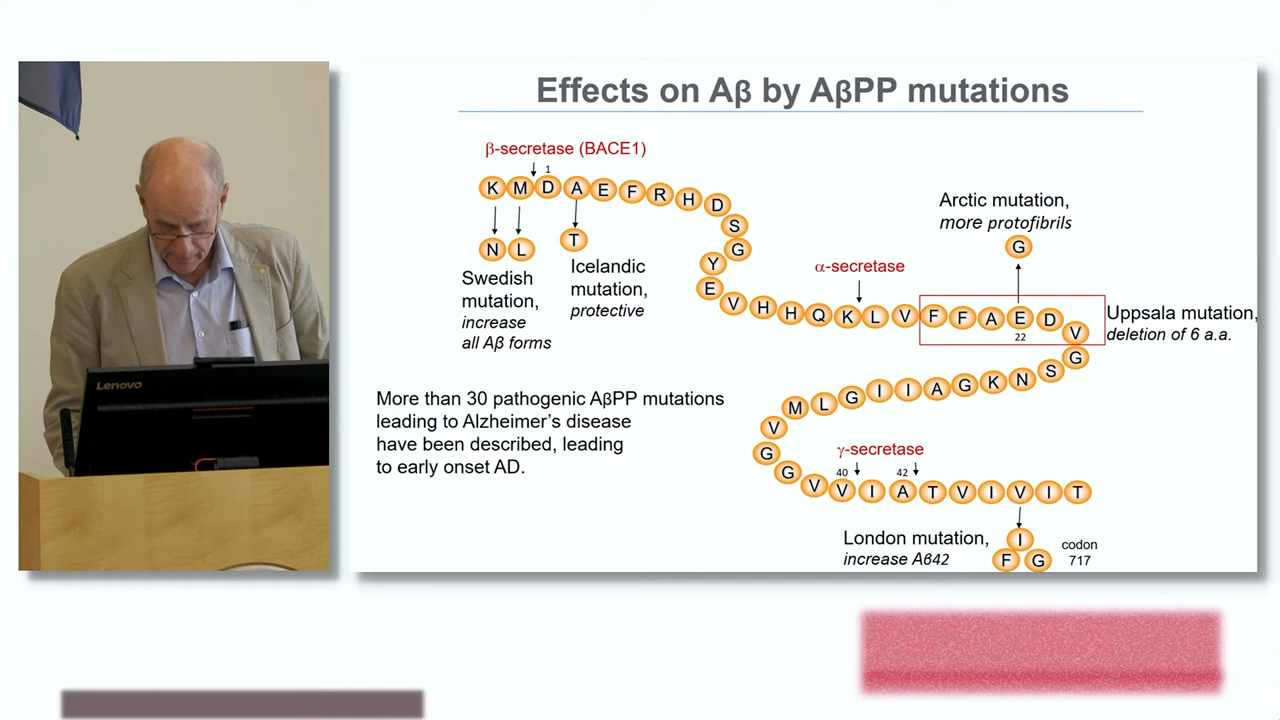 Effects on Aβ by AβPP mutations
β-secretase (BACE1)
1
K M D A E F R H D
S
G
Y
E
V H H Q K L V F F A E D
V
G
S
N K G A I I G L M
V
G
G
V V I A T V I V I T
N L
T
Swedish
mutation,
increase
all Aβ forms
Icelandic
mutation,
protective
α-secretase
Arctic mutation,
more protofibrils
G
22
Uppsala mutation,
deletion of 6 a.a.
More than 30 pathogenic AβPP mutations
leading to Alzheimer’s disease
have been described, leading
to early onset AD.
γ-secretase
40 42
London mutation,
increase Aβ42
I
F G
codon
717
Lenovo